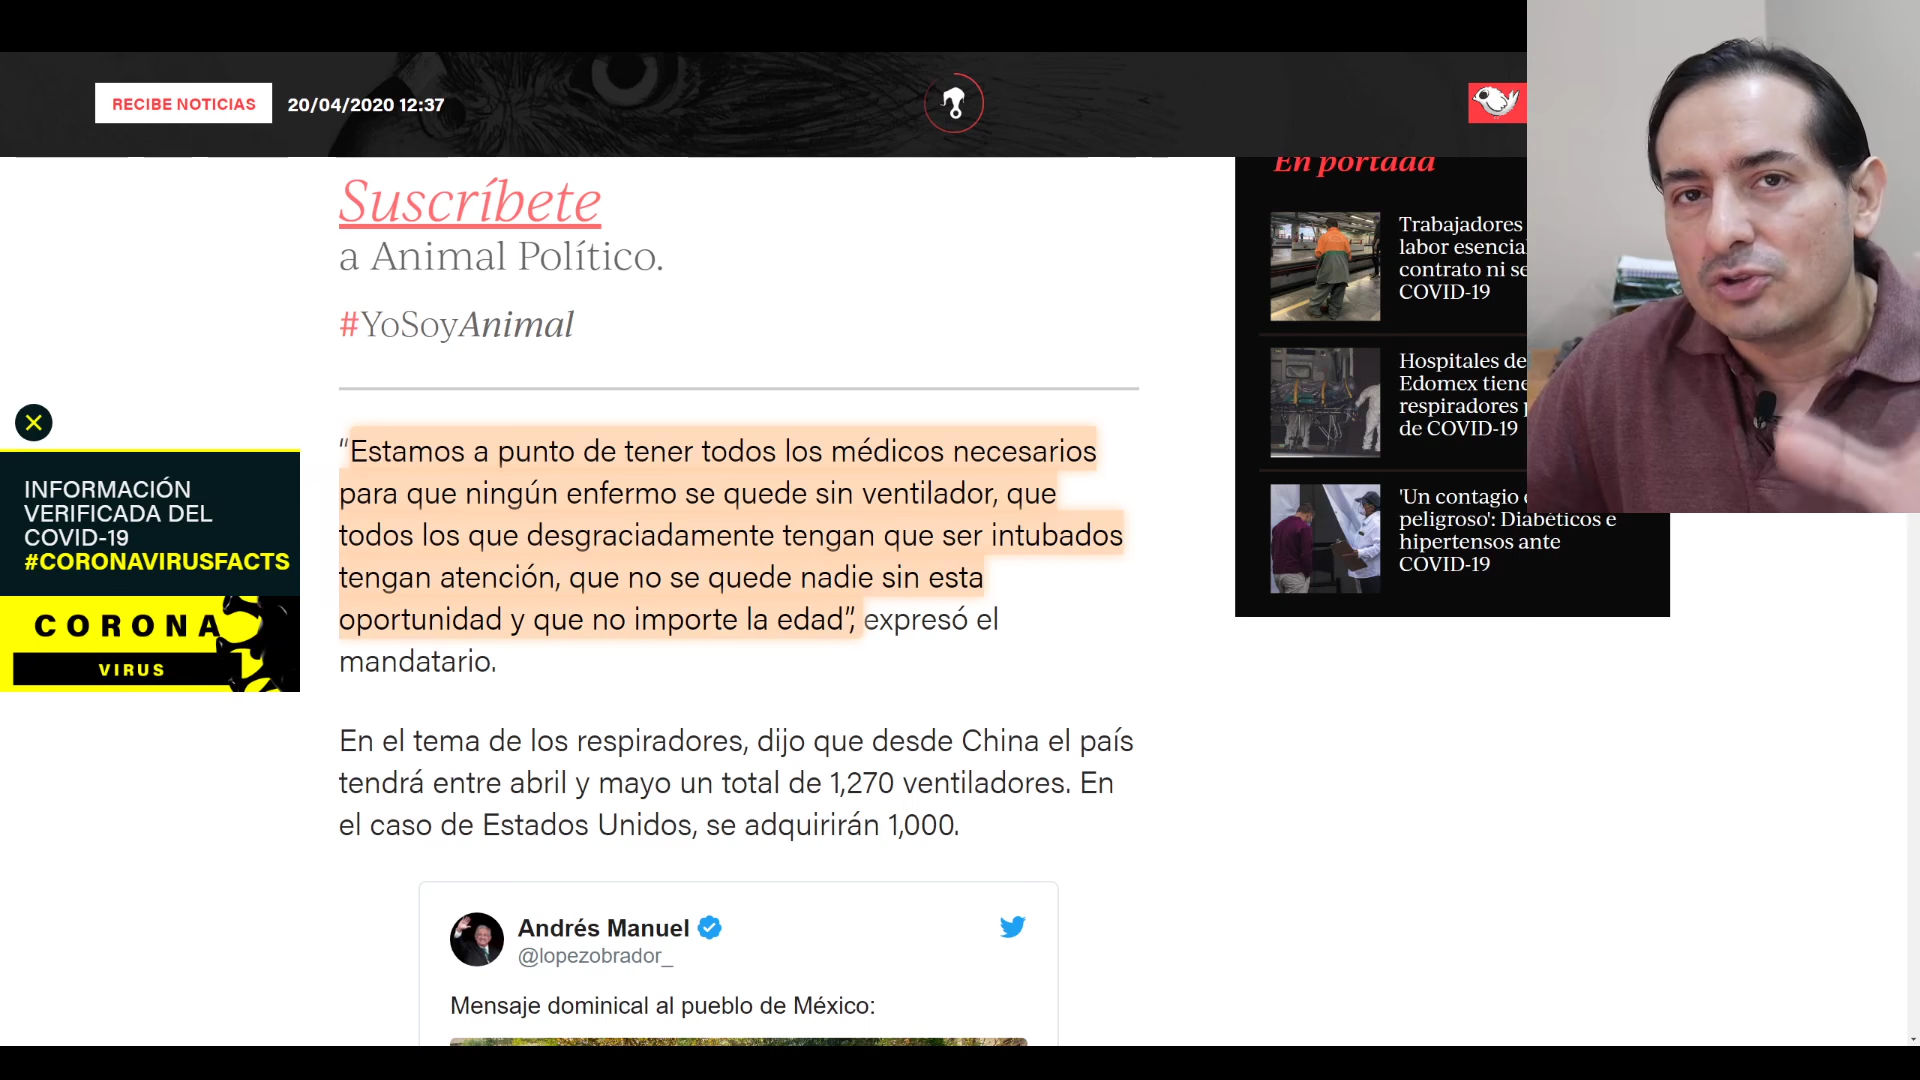 RECIBE NOTICIAS
20/04/2020 12:37
Suscríbete
a Animal Político.
#YoSoyAnimal
En portada
Trabajadores
labor esencial
contrato ni
COVID-19
Hospitales de
Edomex
respiradores
de COVID-19
'Un contagio
peligroso': Diabéticos e
hipertensos ante
COVID-19
INFORMACIÓN
VERIFICADA DEL
COVID-19
#CORONAVIRUSFACTS
CORONA
VIRUS
“Estamos a punto de tener todos los médicos necesarios
para que ningún enfermo se quede sin ventilador, que
todos los que desgraciadamente tengan que ser intubados
tengan atención, que no se quede nadie sin esta
oportunidad y que no importe la edad”, expresó el
mandatario.
En el tema de los respiradores, dijo que desde China el país
tendrá entre abril y mayo un total de 1,270 ventiladores. En
el caso de Estados Unidos, se adquirirán 1,000.
Andrés Manuel
@lopezobrador_
Mensaje dominical al pueblo de México: